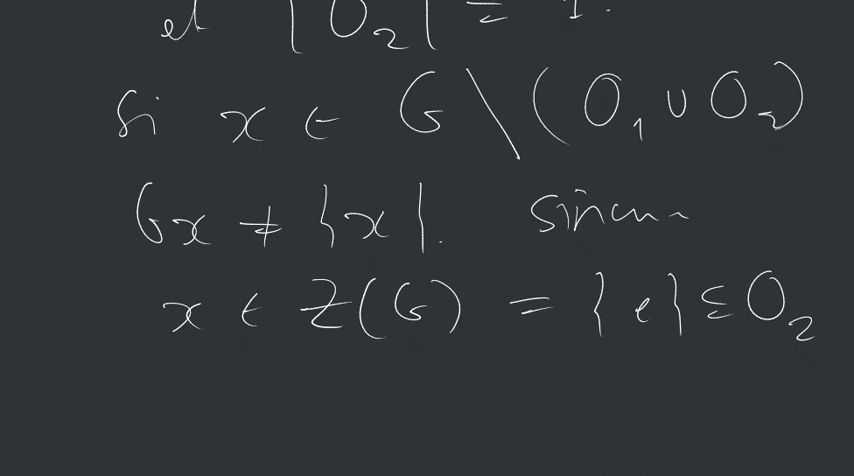 et |O₂| = 1.
Si x ∈ G \ (O₁ ∪ O₂)
Gx ≠ {x}. sinon
x ∈ Z(G) = {e} ⊆ O₂